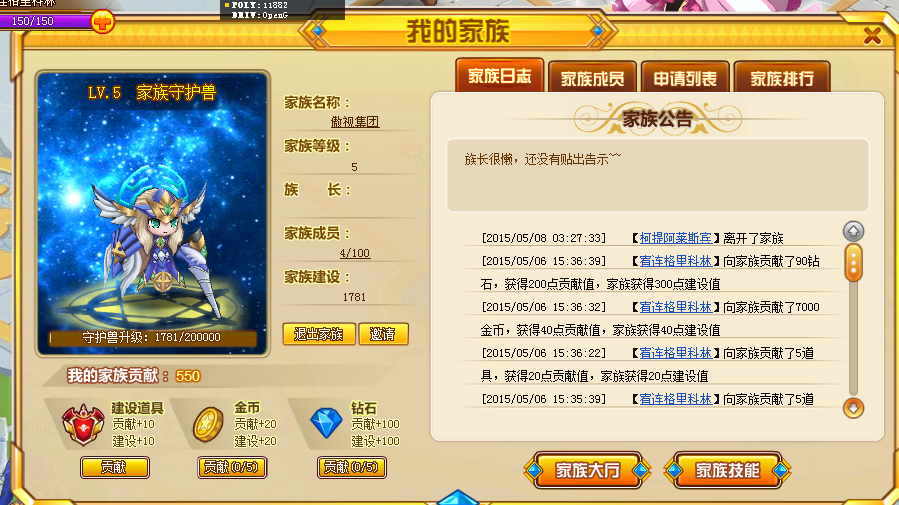 POLY:11882
DRIV:OpenG
150/150
我的家族
LV.5 家族守护兽
守护兽升级：1781/200000
家族名称：
傲视集团
家族等级：
5
族 长：
家族成员：
4/100
家族建设：
1781
退出家族 邀请
我的家族贡献：550
建设道具
贡献+10
建设+10
贡献
金币
贡献+20
建设+20
贡献(0/5)
钻石
贡献+100
建设+100
贡献(0/5)
家族日志 家族成员 申请列表 家族排行
家族公告
族长很懒，还没有贴出告示~~
[2015/05/08 03:27:33] 【柯提阿莱斯宾】离开了家族
[2015/05/06 15:36:39] 【宥连格里科林】向家族贡献了90钻
石，获得200点贡献值，家族获得300点建设值
[2015/05/06 15:36:32] 【宥连格里科林】向家族贡献了7000
金币，获得40点贡献值，家族获得40点建设值
[2015/05/06 15:36:22] 【宥连格里科林】向家族贡献了5道
具，获得20点贡献值，家族获得20点建设值
[2015/05/06 15:35:39] 【宥连格里科林】向家族贡献了5道
家族大厅 家族技能